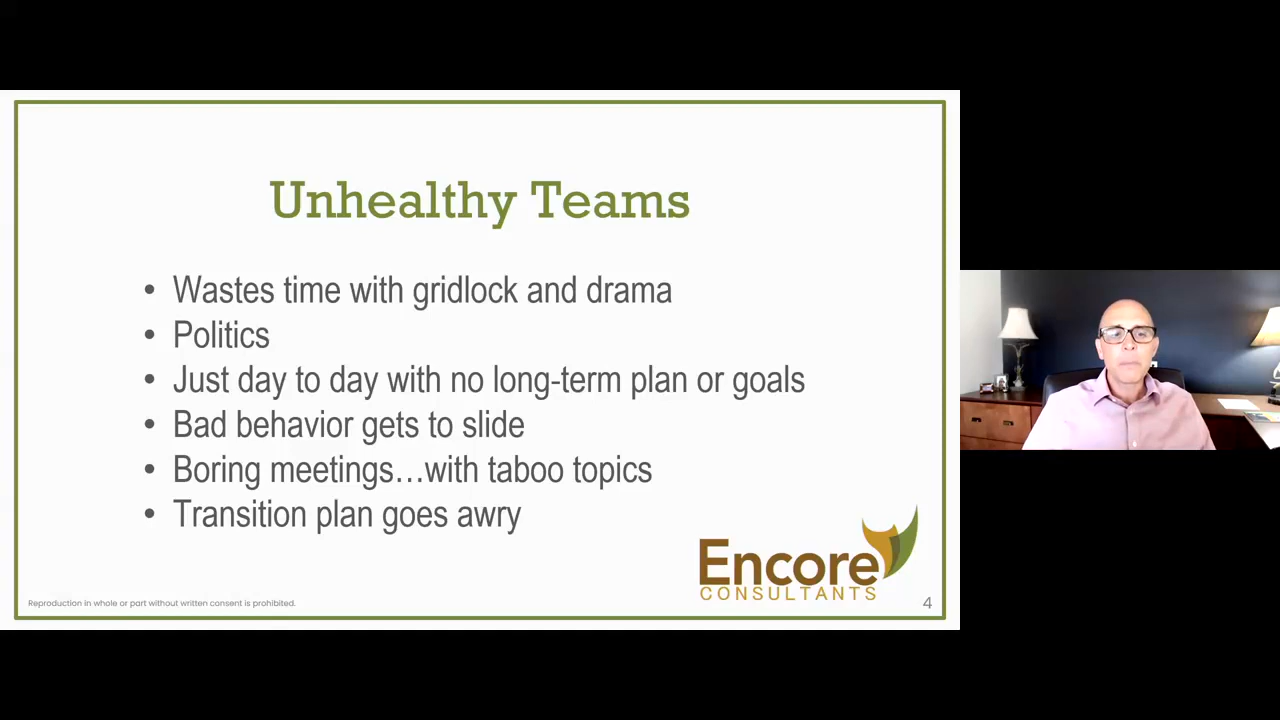 Unhealthy Teams
• Wastes time with gridlock and drama
• Politics
• Just day to day with no long-term plan or goals
• Bad behavior gets to slide
• Boring meetings…with taboo topics
• Transition plan goes awry
Encore
CONSULTANTS
Reproduction in whole or part without written consent is prohibited.
4